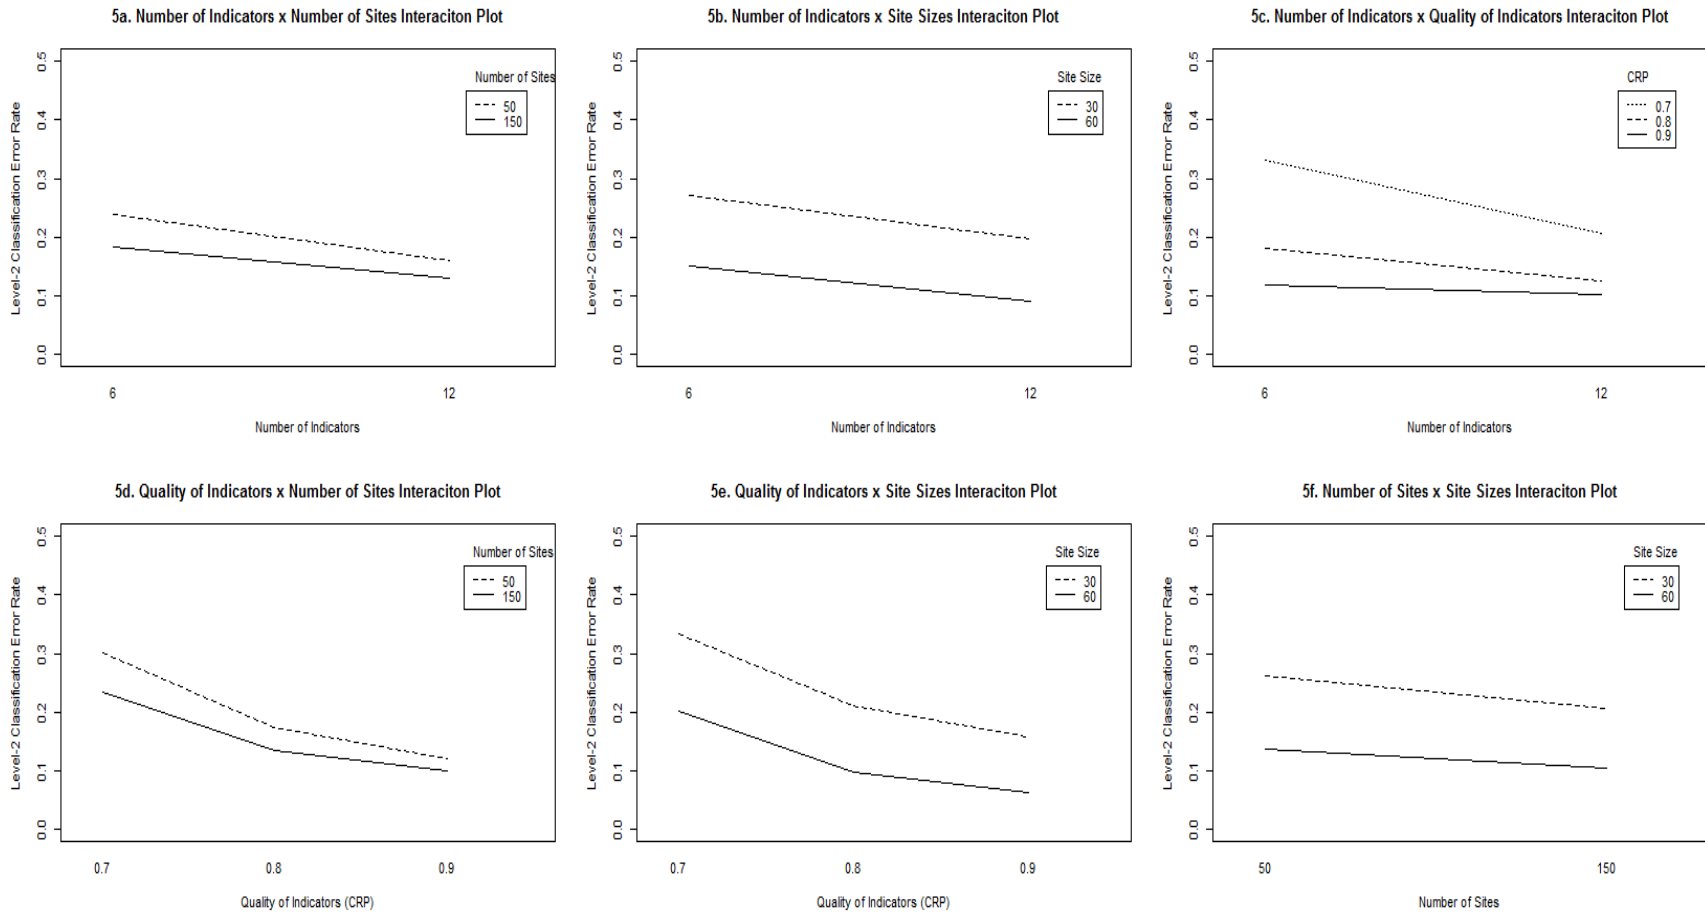 5a. Number of Indicators x Number of Sites Interaciton Plot
Level-2 Classification Error Rate
0.5
0.4
0.3
0.2
0.1
0.0
Number of Sites
50
150
6
12
Number of Indicators
5b. Number of Indicators x Site Sizes Interaciton Plot
Level-2 Classification Error Rate
0.5
0.4
0.3
0.2
0.1
0.0
Site Size
30
60
6
12
Number of Indicators
5c. Number of Indicators x Quality of Indicators Interaciton Plot
Level-2 Classification Error Rate
0.5
0.4
0.3
0.2
0.1
0.0
CRP
0.7
0.8
0.9
6
12
Number of Indicators
5d. Quality of Indicators x Number of Sites Interaciton Plot
Level-2 Classification Error Rate
0.5
0.4
0.3
0.2
0.1
0.0
Number of Sites
50
150
0.7
0.8
0.9
Quality of Indicators (CRP)
5e. Quality of Indicators x Site Sizes Interaciton Plot
Level-2 Classification Error Rate
0.5
0.4
0.3
0.2
0.1
0.0
Site Size
30
60
0.7
0.8
0.9
Quality of Indicators (CRP)
5f. Number of Sites x Site Sizes Interaciton Plot
Level-2 Classification Error Rate
0.5
0.4
0.3
0.2
0.1
0.0
Site Size
30
60
50
150
Number of Sites